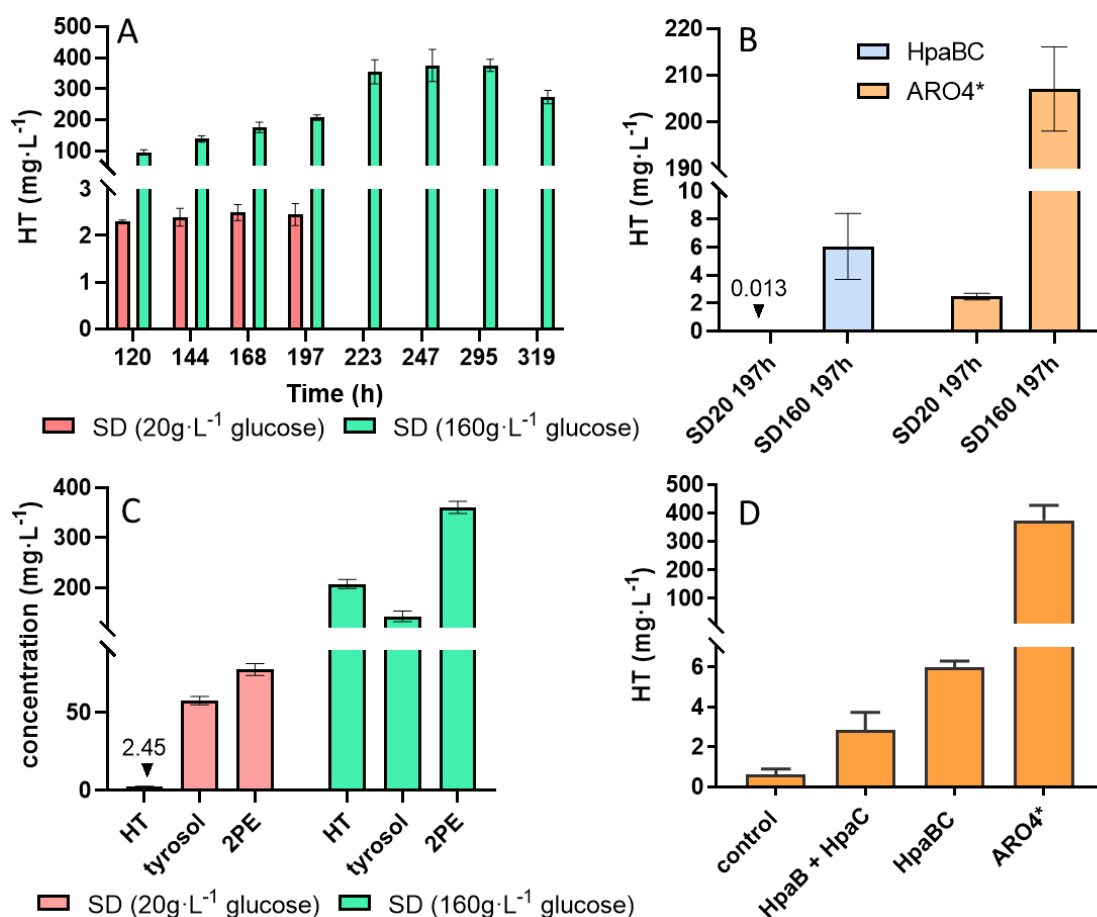 A
HT (mg·L⁻¹)
500
400
300
200
100
3
2
1
0
120 144 168 197 223 247 295 319
Time (h)
SD (20g·L⁻¹ glucose) SD (160g·L⁻¹ glucose)
B
HT (mg·L⁻¹)
220
210
200
190
10
8
6
4
2
0
HpaBC
ARO4*
0.013
SD20 197h
SD160 197h
SD20 197h
SD160 197h
C
concentration (mg·L⁻¹)
400
200
50
0
2.45
HT
tyrosol
2PE
HT
tyrosol
2PE
SD (20g·L⁻¹ glucose) SD (160g·L⁻¹ glucose)
D
HT (mg·L⁻¹)
500
400
300
200
100
6
4
2
0
control
HpaB + HpaC
HpaBC
ARO4*